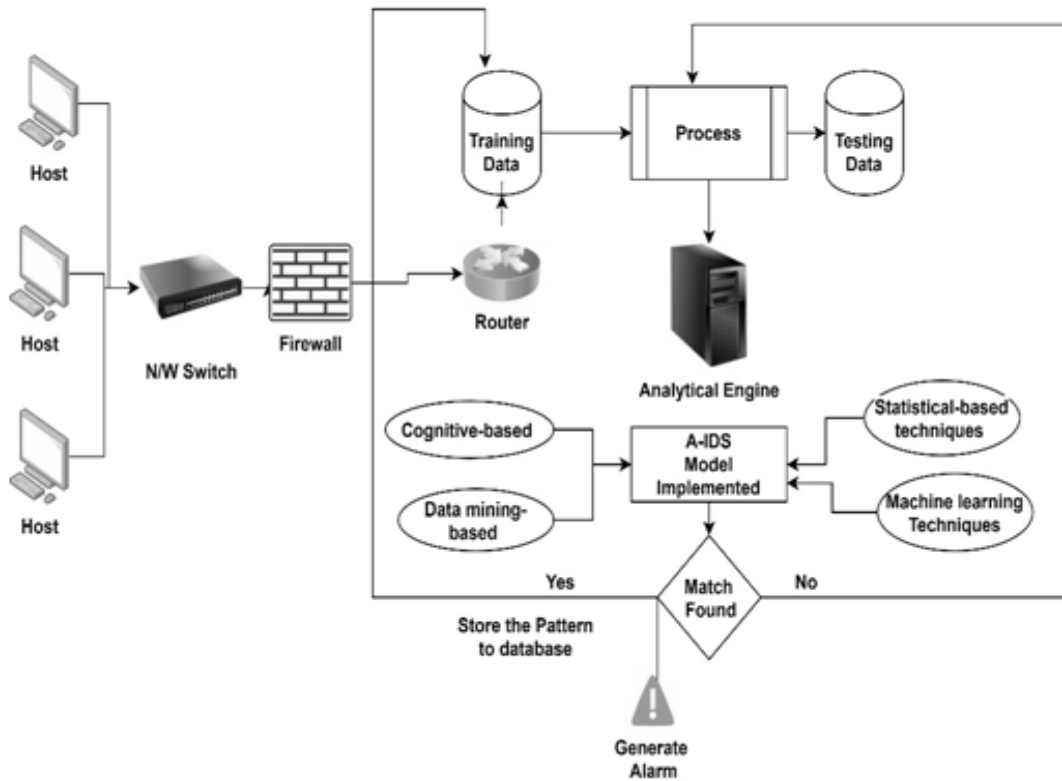 Host
Host
Host
N/W Switch
Firewall
Training
Data
Process
Testing
Data
Router
Analytical Engine
Cognitive-based
Data mining-
based
A-IDS
Model
Implemented
Statistical-based
techniques
Machine learning
Techniques
Yes
Match
Found
No
Store the Pattern
to database
Generate
Alarm